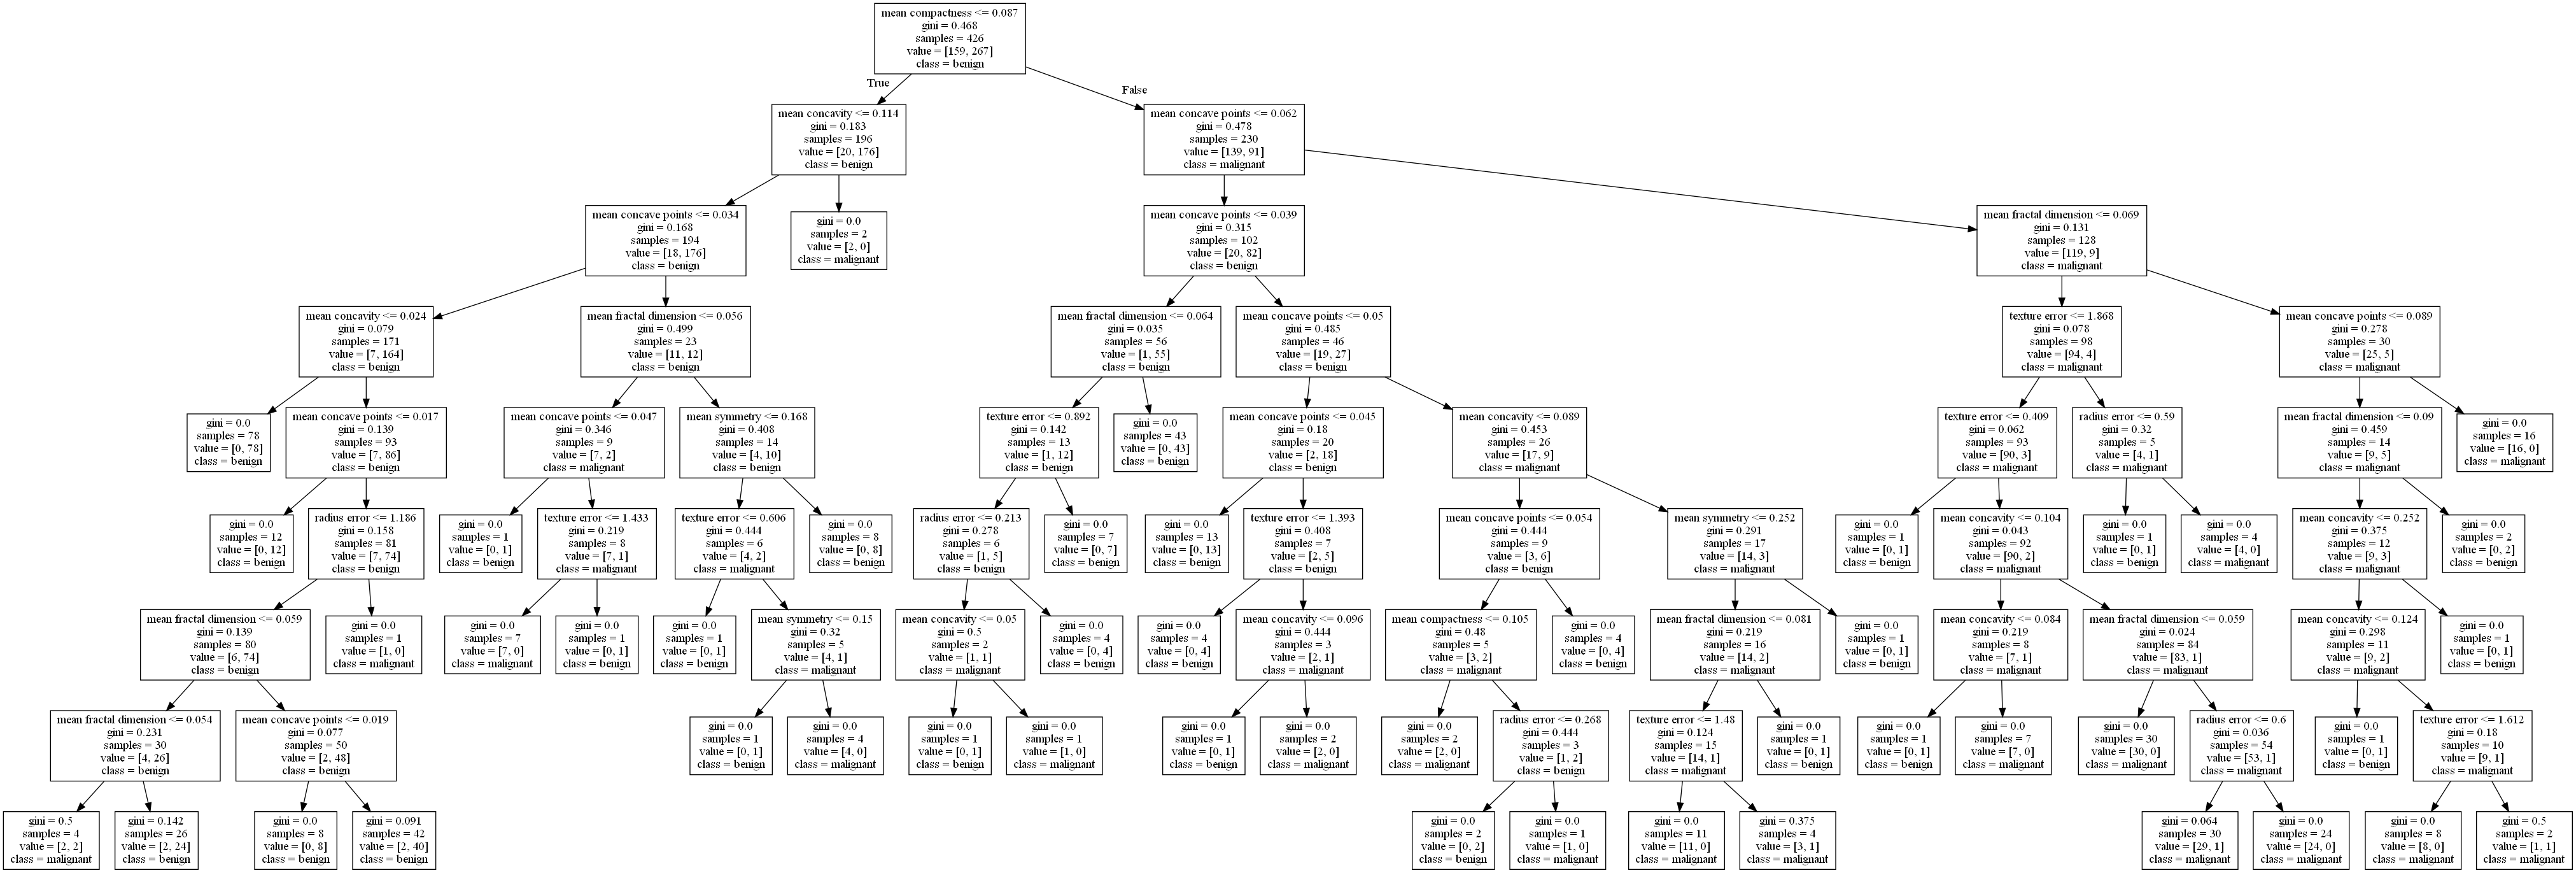 mean compactness <= 0.087
gini = 0.468
samples = 426
value = [159, 267]
class = benign
True
False
mean concavity <= 0.114
gini = 0.183
samples = 196
value = [20, 176]
class = benign
mean concave points <= 0.062
gini = 0.478
samples = 230
value = [139, 91]
class = malignant
mean concave points <= 0.034
gini = 0.168
samples = 194
value = [18, 176]
class = benign
gini = 0.0
samples = 2
value = [2, 0]
class = malignant
mean concave points <= 0.039
gini = 0.315
samples = 102
value = [20, 82]
class = benign
mean fractal dimension <= 0.069
gini = 0.131
samples = 128
value = [119, 9]
class = malignant
mean concavity <= 0.024
gini = 0.079
samples = 171
value = [7, 164]
class = benign
mean fractal dimension <= 0.056
gini = 0.499
samples = 23
value = [11, 12]
class = benign
mean fractal dimension <= 0.064
gini = 0.035
samples = 56
value = [1, 55]
class = benign
mean concave points <= 0.05
gini = 0.485
samples = 46
value = [19, 27]
class = benign
texture error <= 1.868
gini = 0.078
samples = 98
value = [94, 4]
class = malignant
mean concave points <= 0.089
gini = 0.278
samples = 30
value = [25, 5]
class = malignant
gini = 0.0
samples = 78
value = [0, 78]
class = benign
mean concave points <= 0.017
gini = 0.139
samples = 93
value = [7, 86]
class = benign
mean concave points <= 0.047
gini = 0.346
samples = 9
value = [7, 2]
class = malignant
mean symmetry <= 0.168
gini = 0.408
samples = 14
value = [4, 10]
class = benign
texture error <= 0.892
gini = 0.142
samples = 13
value = [1, 12]
class = benign
gini = 0.0
samples = 43
value = [0, 43]
class = benign
mean concave points <= 0.045
gini = 0.18
samples = 20
value = [2, 18]
class = benign
mean concavity <= 0.089
gini = 0.453
samples = 26
value = [17, 9]
class = malignant
texture error <= 0.409
gini = 0.062
samples = 93
value = [90, 3]
class = malignant
radius error <= 0.59
gini = 0.32
samples = 5
value = [4, 1]
class = malignant
mean fractal dimension <= 0.09
gini = 0.459
samples = 14
value = [9, 5]
class = malignant
gini = 0.0
samples = 16
value = [16, 0]
class = malignant
gini = 0.0
samples = 12
value = [0, 12]
class = benign
radius error <= 1.186
gini = 0.158
samples = 81
value = [7, 74]
class = benign
gini = 0.0
samples = 1
value = [0, 1]
class = benign
texture error <= 1.433
gini = 0.219
samples = 8
value = [7, 1]
class = malignant
texture error <= 0.606
gini = 0.444
samples = 6
value = [4, 2]
class = malignant
gini = 0.0
samples = 8
value = [0, 8]
class = benign
radius error <= 0.213
gini = 0.278
samples = 6
value = [1, 5]
class = benign
gini = 0.0
samples = 7
value = [0, 7]
class = benign
gini = 0.0
samples = 13
value = [0, 13]
class = benign
texture error <= 1.393
gini = 0.408
samples = 7
value = [2, 5]
class = benign
mean concave points <= 0.054
gini = 0.444
samples = 9
value = [3, 6]
class = benign
mean symmetry <= 0.252
gini = 0.291
samples = 17
value = [14, 3]
class = malignant
gini = 0.0
samples = 1
value = [0, 1]
class = benign
mean concavity <= 0.104
gini = 0.043
samples = 92
value = [90, 2]
class = malignant
gini = 0.0
samples = 1
value = [0, 1]
class = benign
gini = 0.0
samples = 4
value = [4, 0]
class = malignant
mean concavity <= 0.252
gini = 0.375
samples = 12
value = [9, 3]
class = malignant
gini = 0.0
samples = 2
value = [0, 2]
class = benign
mean fractal dimension <= 0.059
gini = 0.139
samples = 80
value = [6, 74]
class = benign
gini = 0.0
samples = 1
value = [1, 0]
class = malignant
gini = 0.0
samples = 7
value = [7, 0]
class = malignant
gini = 0.0
samples = 1
value = [0, 1]
class = benign
gini = 0.0
samples = 1
value = [0, 1]
class = benign
mean symmetry <= 0.15
gini = 0.32
samples = 5
value = [4, 1]
class = malignant
mean concavity <= 0.05
gini = 0.5
samples = 2
value = [1, 1]
class = malignant
gini = 0.0
samples = 4
value = [0, 4]
class = benign
gini = 0.0
samples = 4
value = [0, 4]
class = benign
mean concavity <= 0.096
gini = 0.444
samples = 3
value = [2, 1]
class = malignant
mean compactness <= 0.105
gini = 0.48
samples = 5
value = [3, 2]
class = malignant
gini = 0.0
samples = 4
value = [0, 4]
class = benign
mean fractal dimension <= 0.081
gini = 0.219
samples = 16
value = [14, 2]
class = malignant
gini = 0.0
samples = 1
value = [0, 1]
class = benign
mean concavity <= 0.084
gini = 0.219
samples = 8
value = [7, 1]
class = malignant
mean fractal dimension <= 0.059
gini = 0.024
samples = 84
value = [83, 1]
class = malignant
mean concavity <= 0.124
gini = 0.298
samples = 11
value = [9, 2]
class = malignant
gini = 0.0
samples = 1
value = [0, 1]
class = benign
mean fractal dimension <= 0.054
gini = 0.231
samples = 30
value = [4, 26]
class = benign
mean concave points <= 0.019
gini = 0.077
samples = 50
value = [2, 48]
class = benign
gini = 0.0
samples = 1
value = [0, 1]
class = benign
gini = 0.0
samples = 4
value = [4, 0]
class = malignant
gini = 0.0
samples = 1
value = [0, 1]
class = benign
gini = 0.0
samples = 1
value = [1, 0]
class = malignant
gini = 0.0
samples = 1
value = [0, 1]
class = benign
gini = 0.0
samples = 2
value = [2, 0]
class = malignant
gini = 0.0
samples = 2
value = [2, 0]
class = malignant
radius error <= 0.268
gini = 0.444
samples = 3
value = [1, 2]
class = benign
texture error <= 1.48
gini = 0.124
samples = 15
value = [14, 1]
class = malignant
gini = 0.0
samples = 1
value = [0, 1]
class = benign
gini = 0.0
samples = 1
value = [0, 1]
class = benign
gini = 0.0
samples = 7
value = [7, 0]
class = malignant
gini = 0.0
samples = 30
value = [30, 0]
class = malignant
radius error <= 0.6
gini = 0.036
samples = 54
value = [53, 1]
class = malignant
gini = 0.0
samples = 1
value = [0, 1]
class = benign
texture error <= 1.612
gini = 0.18
samples = 10
value = [9, 1]
class = malignant
gini = 0.5
samples = 4
value = [2, 2]
class = malignant
gini = 0.142
samples = 26
value = [2, 24]
class = benign
gini = 0.0
samples = 8
value = [0, 8]
class = benign
gini = 0.091
samples = 42
value = [2, 40]
class = benign
gini = 0.0
samples = 2
value = [0, 2]
class = benign
gini = 0.0
samples = 1
value = [1, 0]
class = malignant
gini = 0.0
samples = 11
value = [11, 0]
class = malignant
gini = 0.375
samples = 4
value = [3, 1]
class = malignant
gini = 0.064
samples = 30
value = [29, 1]
class = malignant
gini = 0.0
samples = 24
value = [24, 0]
class = malignant
gini = 0.0
samples = 8
value = [8, 0]
class = malignant
gini = 0.5
samples = 2
value = [1, 1]
class = malignant